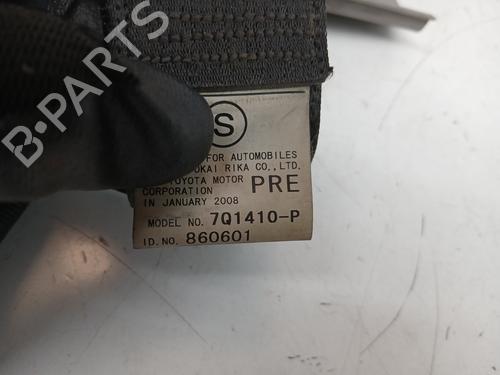 S
FOR AUTOMOBILES
RIKA CO., LTD.
TOYOTA MOTOR
CORPORATION PRE
IN JANUARY 2008
MODEL NO. 7Q1410-P
ID. NO. 860601
B-PARTS